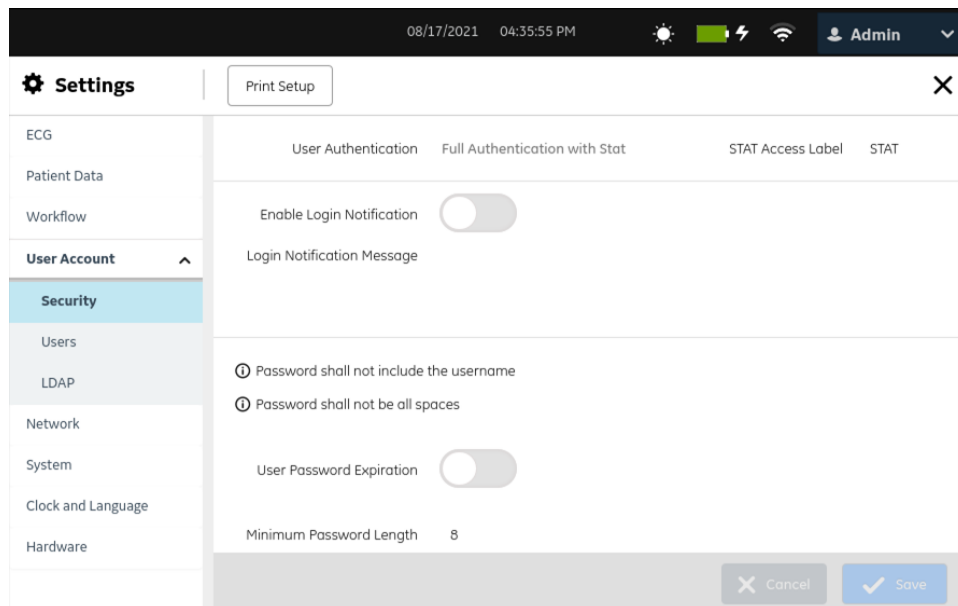 08/17/2021 04:35:55 PM Admin
Settings Print Setup
ECG
Patient Data
Workflow
User Account
Security
Users
LDAP
Network
System
Clock and Language
Hardware
User Authentication Full Authentication with Stat STAT Access Label STAT
Enable Login Notification
Login Notification Message
Password shall not include the username
Password shall not be all spaces
User Password Expiration
Minimum Password Length 8
Cancel Save